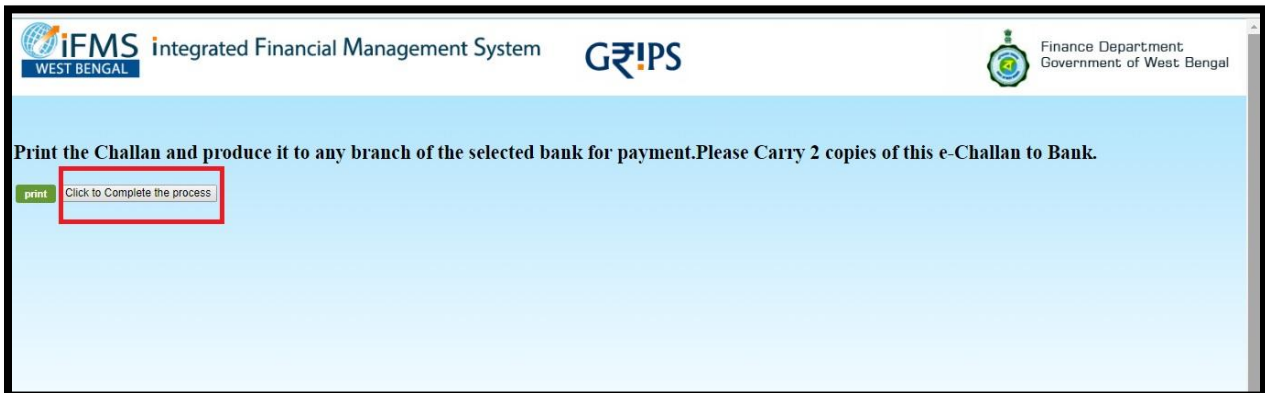 iFMS
WEST BENGAL
integrated Financial Management System
G₹!PS
Finance Department
Government of West Bengal
Print the Challan and produce it to any branch of the selected bank for payment.Please Carry 2 copies of this e-Challan to Bank.
print
Click to Complete the process